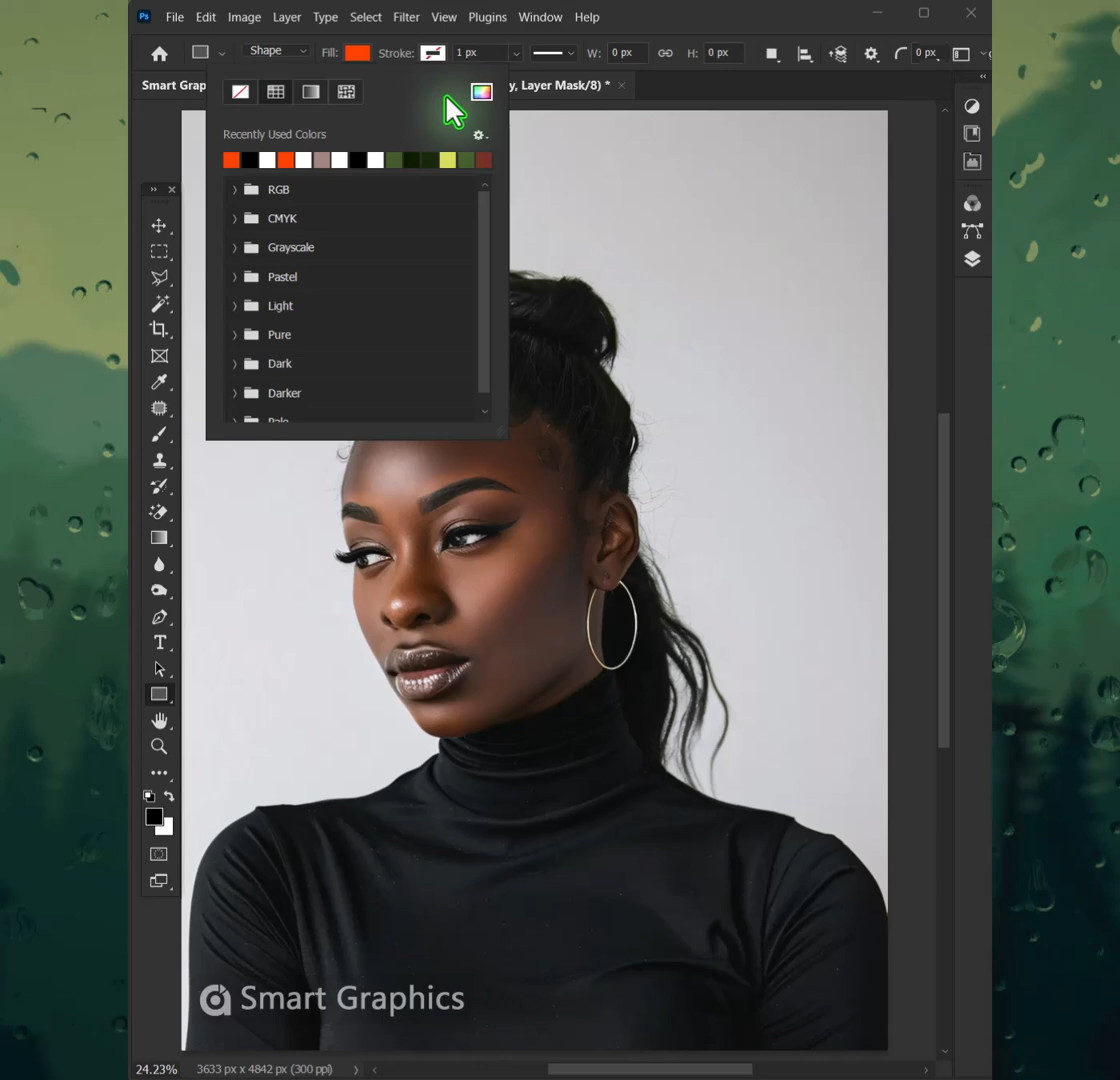 Ps File Edit Image Layer Type Select Filter View Plugins Window Help
Shape Fill: Stroke: 1 px W: 0 px H: 0 px 0 px
Smart Grap y, Layer Mask/8) *
Recently Used Colors
RGB
CMYK
Grayscale
Pastel
Light
Pure
Dark
Darker
Pale
T
Smart Graphics
24.23% 3633 px x 4842 px (300 ppi)